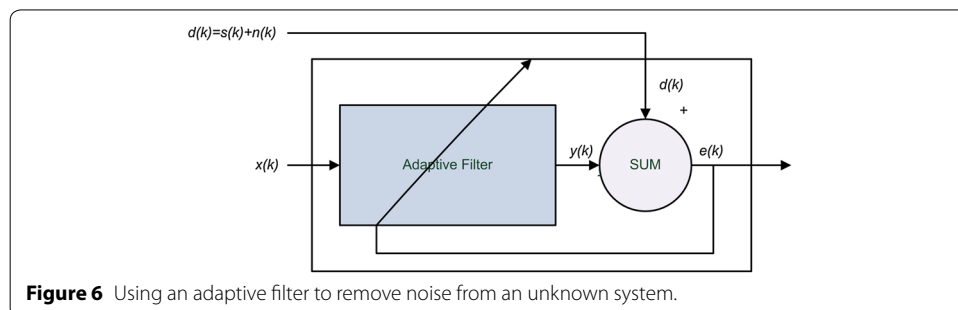 d(k)=s(k)+n(k)
d(k)
+
x(k)
Adaptive Filter
y(k)
-
SUM
e(k)
Figure 6 Using an adaptive filter to remove noise from an unknown system.